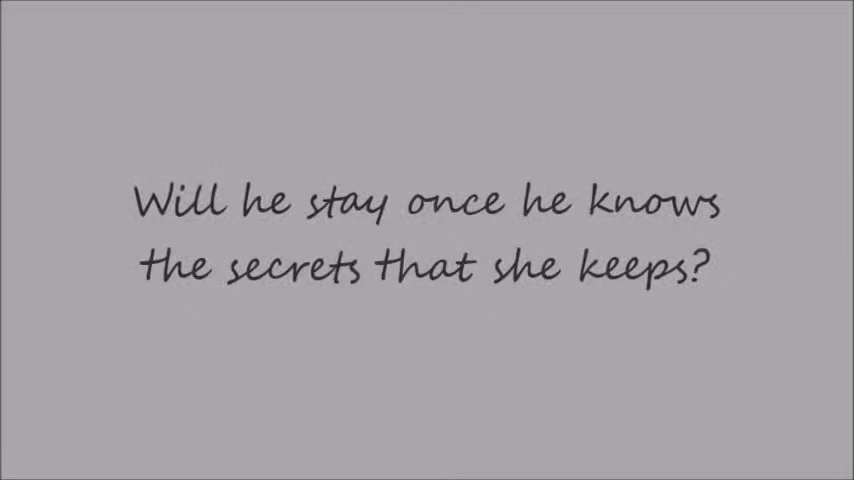 Will he stay once he knows
the secrets that she keeps?